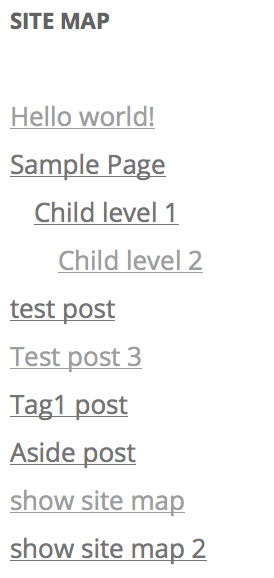 SITE MAP
Hello world!
Sample Page
Child level 1
Child level 2
test post
Test post 3
Tag1 post
Aside post
show site map
show site map 2